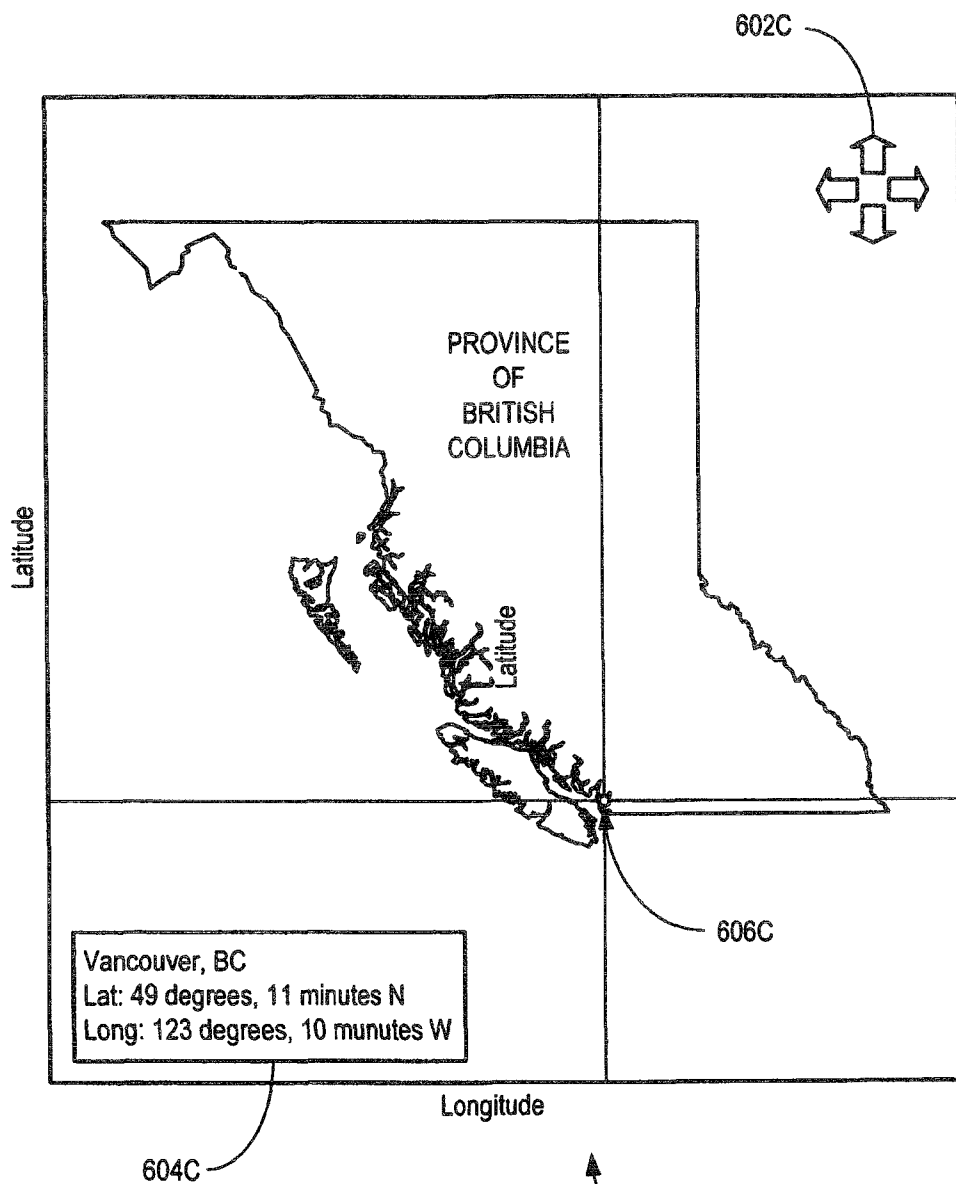 602C
PROVINCE
OF
BRITISH
COLUMBIA
Latitude
Latitude
606C
Vancouver, BC
Lat: 49 degrees, 11 minutes N
Long: 123 degrees, 10 munutes W
Longitude
604C